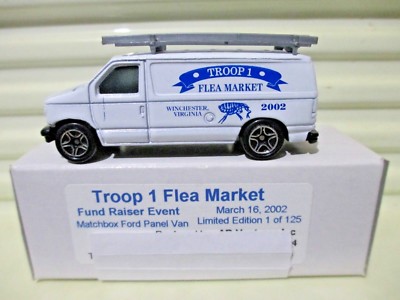 TROOP 1
FLEA MARKET
WINCHESTER, VIRGINIA
2002
Troop 1 Flea Market
Fund Raiser Event March 16, 2002
Matchbox Ford Panel Van Limited Edition 1 of 125